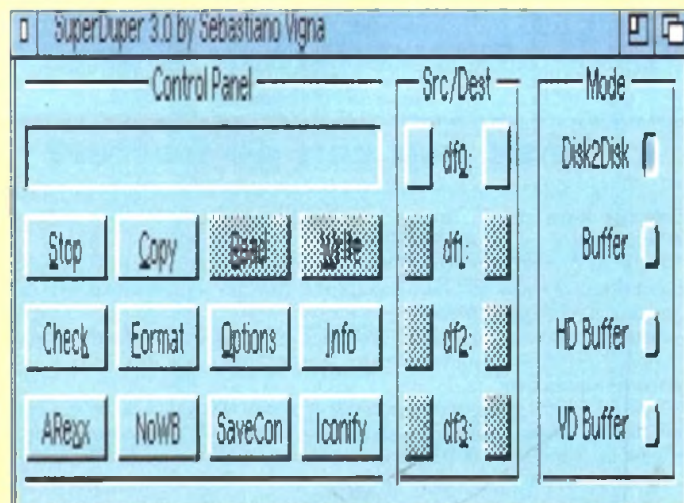 SuperDuper 3.0 by Sebastiano Vigna
Control Panel
Src/Dest
Mode
df0:
Disk2Disk
Stop Copy Read Write
df1:
Buffer
Check Format Options Info
df2:
HD Buffer
ARexx NoWB SaveCon Iconify
df3:
VD Buffer